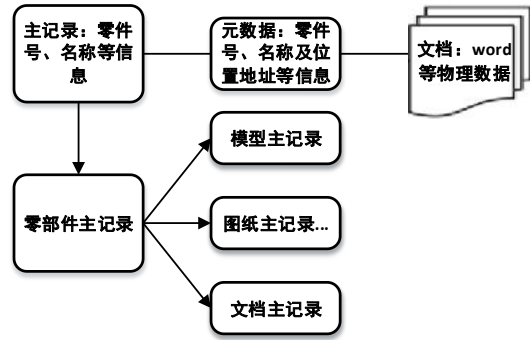 主记录：零件
号、名称等信
息
元数据：零件
号、名称及位
置地址等信息
文档：word
等物理数据
模型主记录
零部件主记录
图纸主记录...
文档主记录